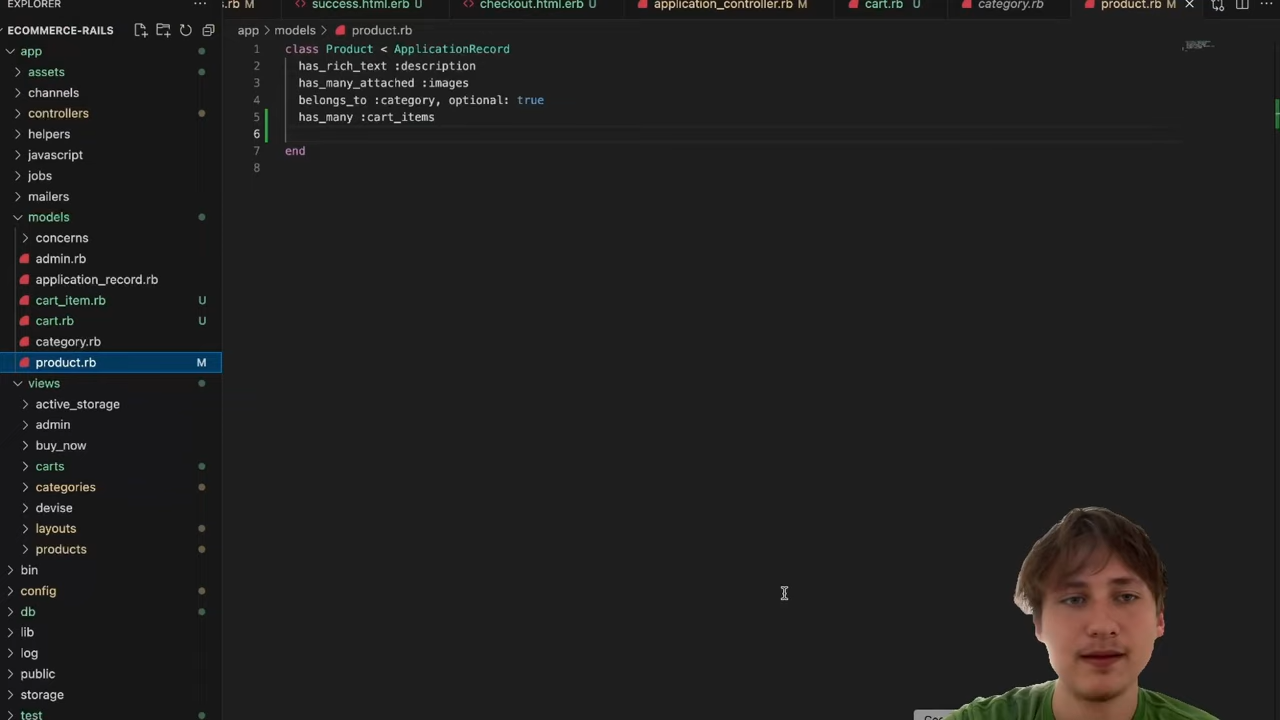 EXPLORER
···
.rb M
success.html.erb U
checkout.html.erb U
application_controller.rb M
cart.rb U
category.rb
product.rb M
···
ECOMMERCE-RAILS
app > models > product.rb
app
assets
channels
controllers
helpers
javascript
jobs
mailers
models
concerns
admin.rb
application_record.rb
cart_item.rb U
cart.rb U
category.rb
product.rb M
views
active_storage
admin
buy_now
carts
categories
devise
layouts
products
bin
config
db
lib
log
public
storage
test
1 class Product < ApplicationRecord
2 has_rich_text :description
3 has_many_attached :images
4 belongs_to :category, optional: true
5 has_many :cart_items
6
7 end
8